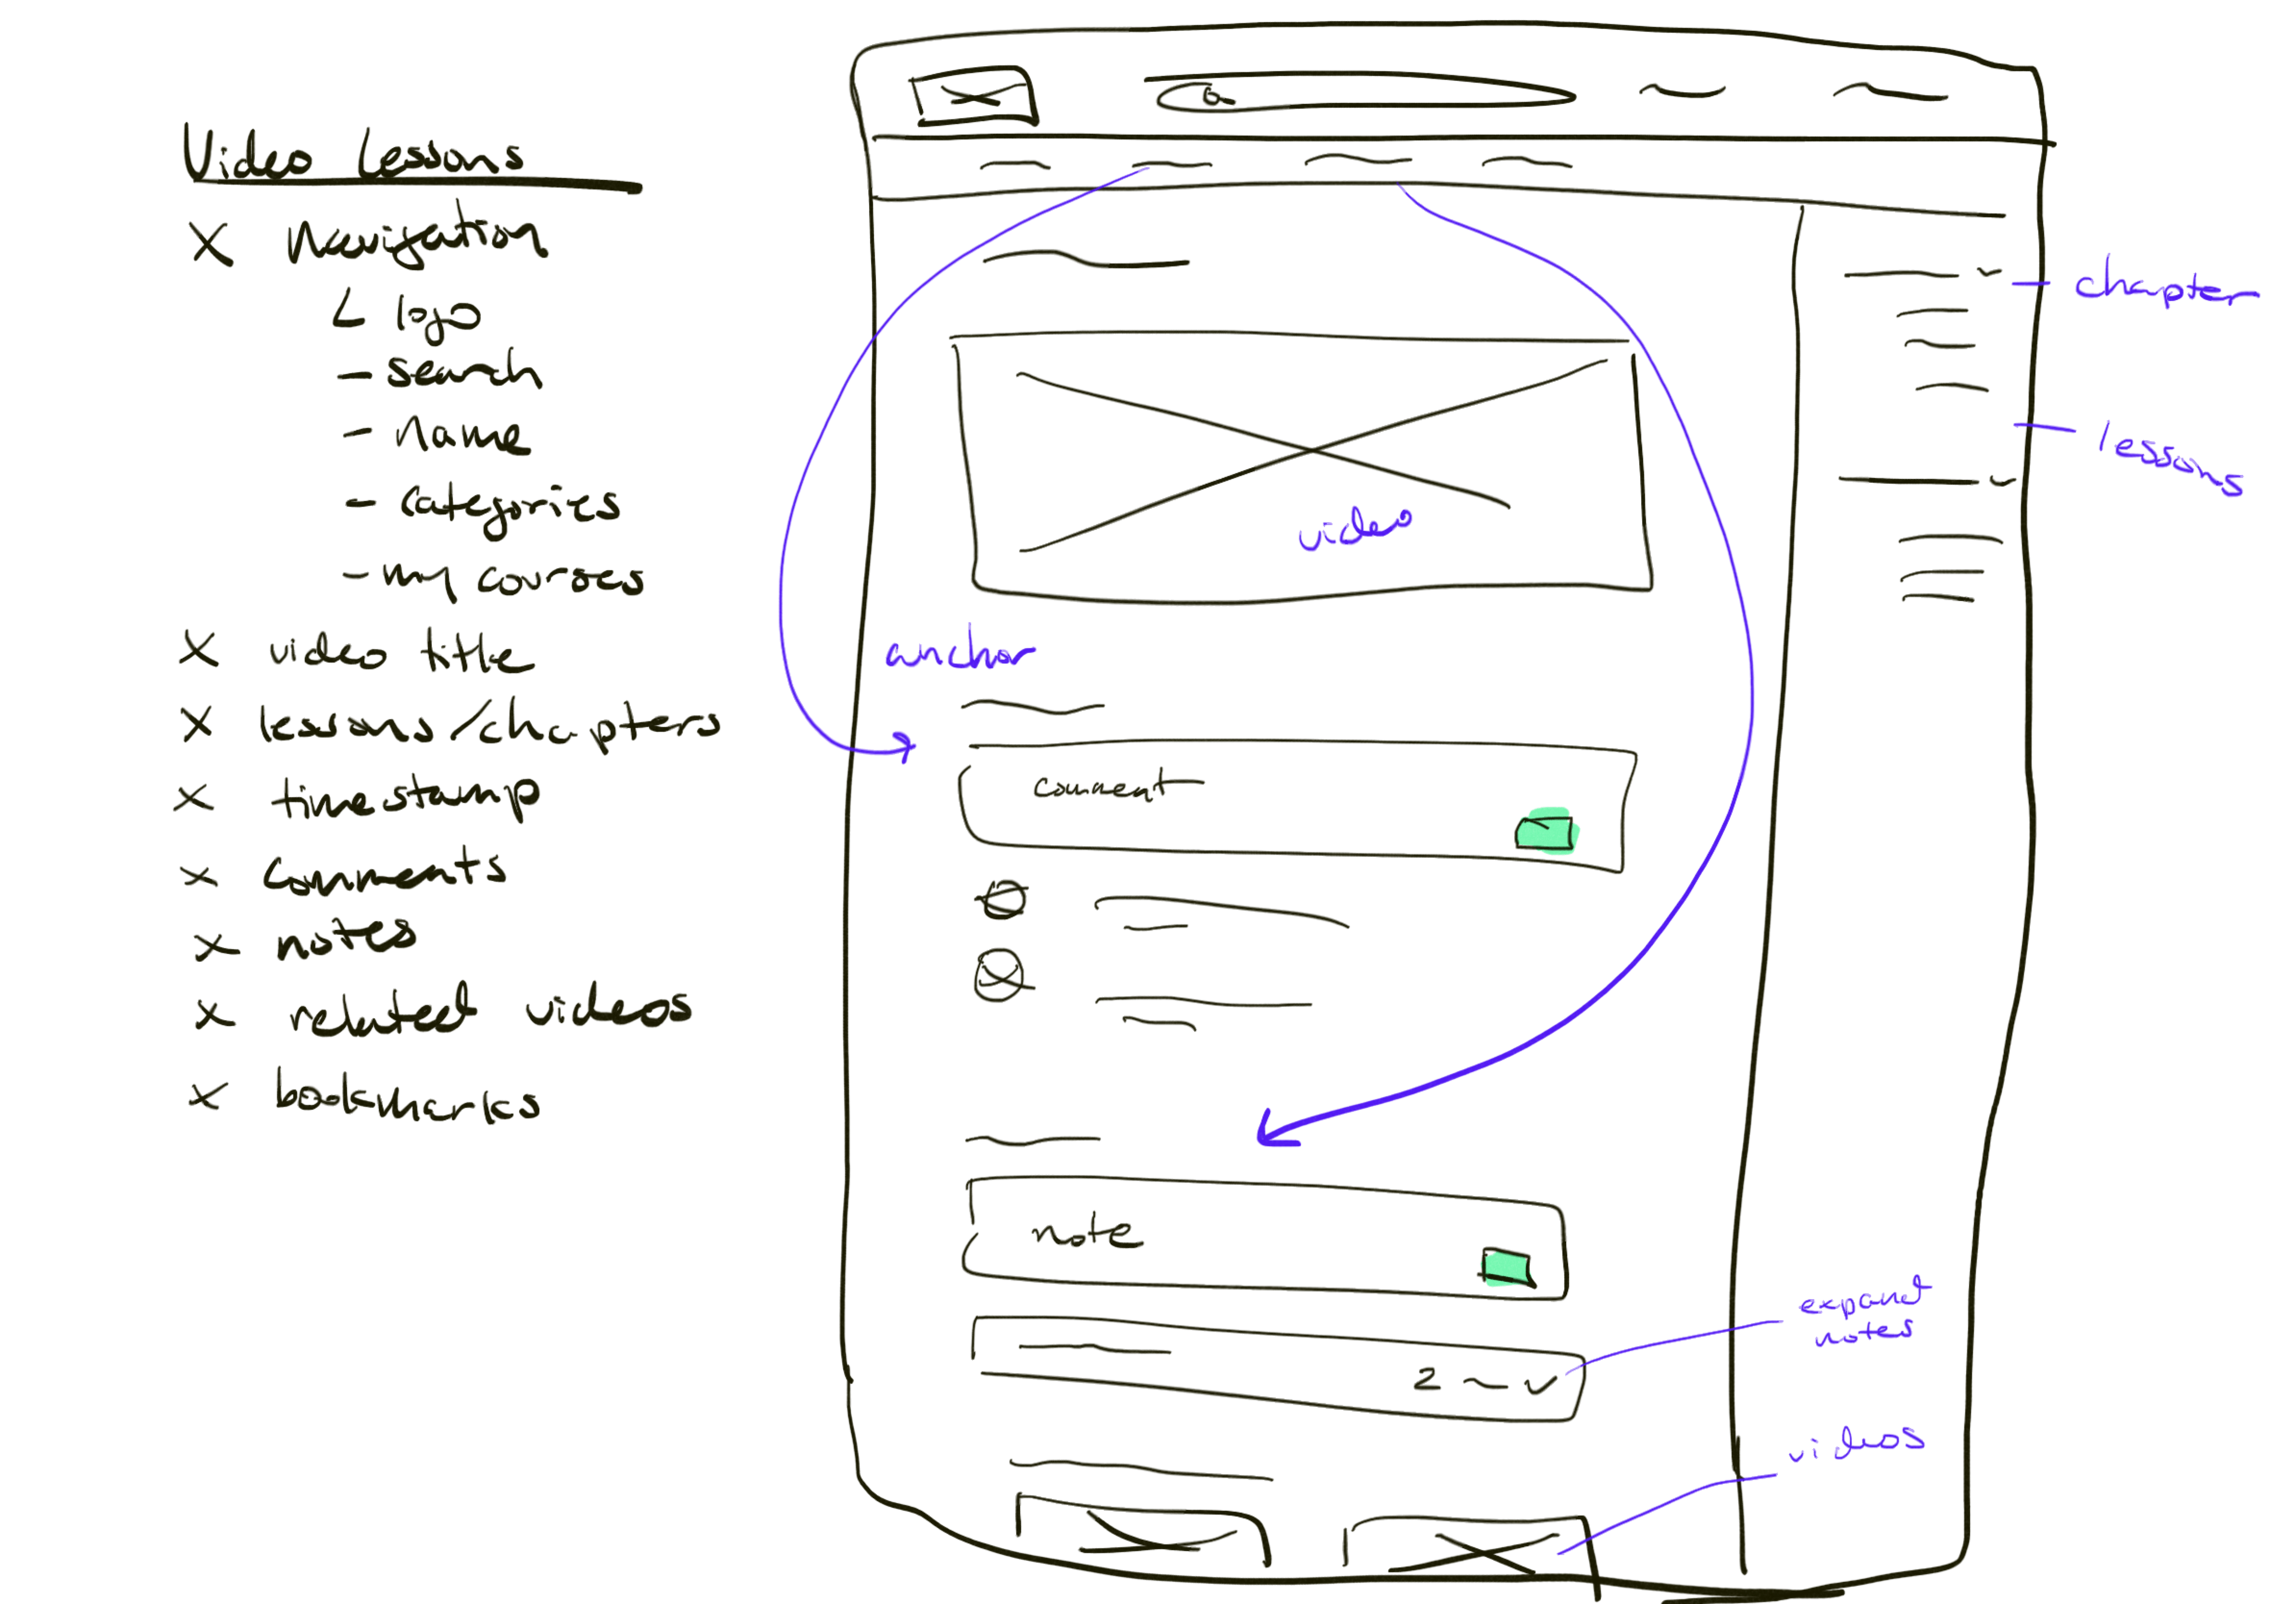 Video Lessons
x Navigation
L logo
- search
- name
- categories
- my courses
x video title
x lessons/chapters
x timestamp
x comments
x notes
x related videos
x bookmarks
chapter
lessons
video
anchor
comment
note
expand
notes
2
videos